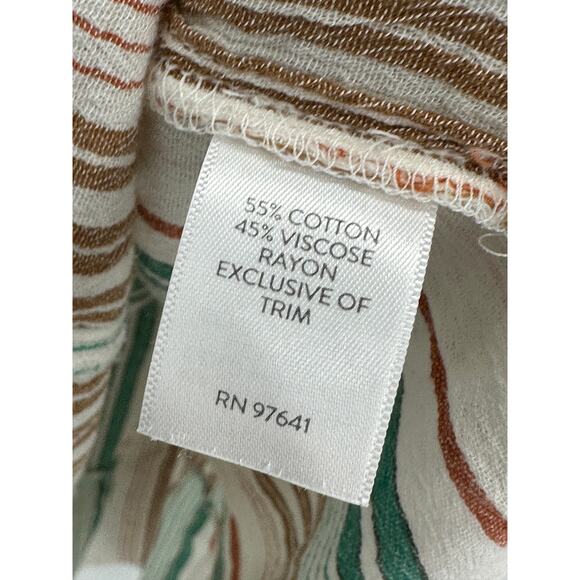 55% COTTON
45% VISCOSE
RAYON
EXCLUSIVE OF
TRIM
RN 97641